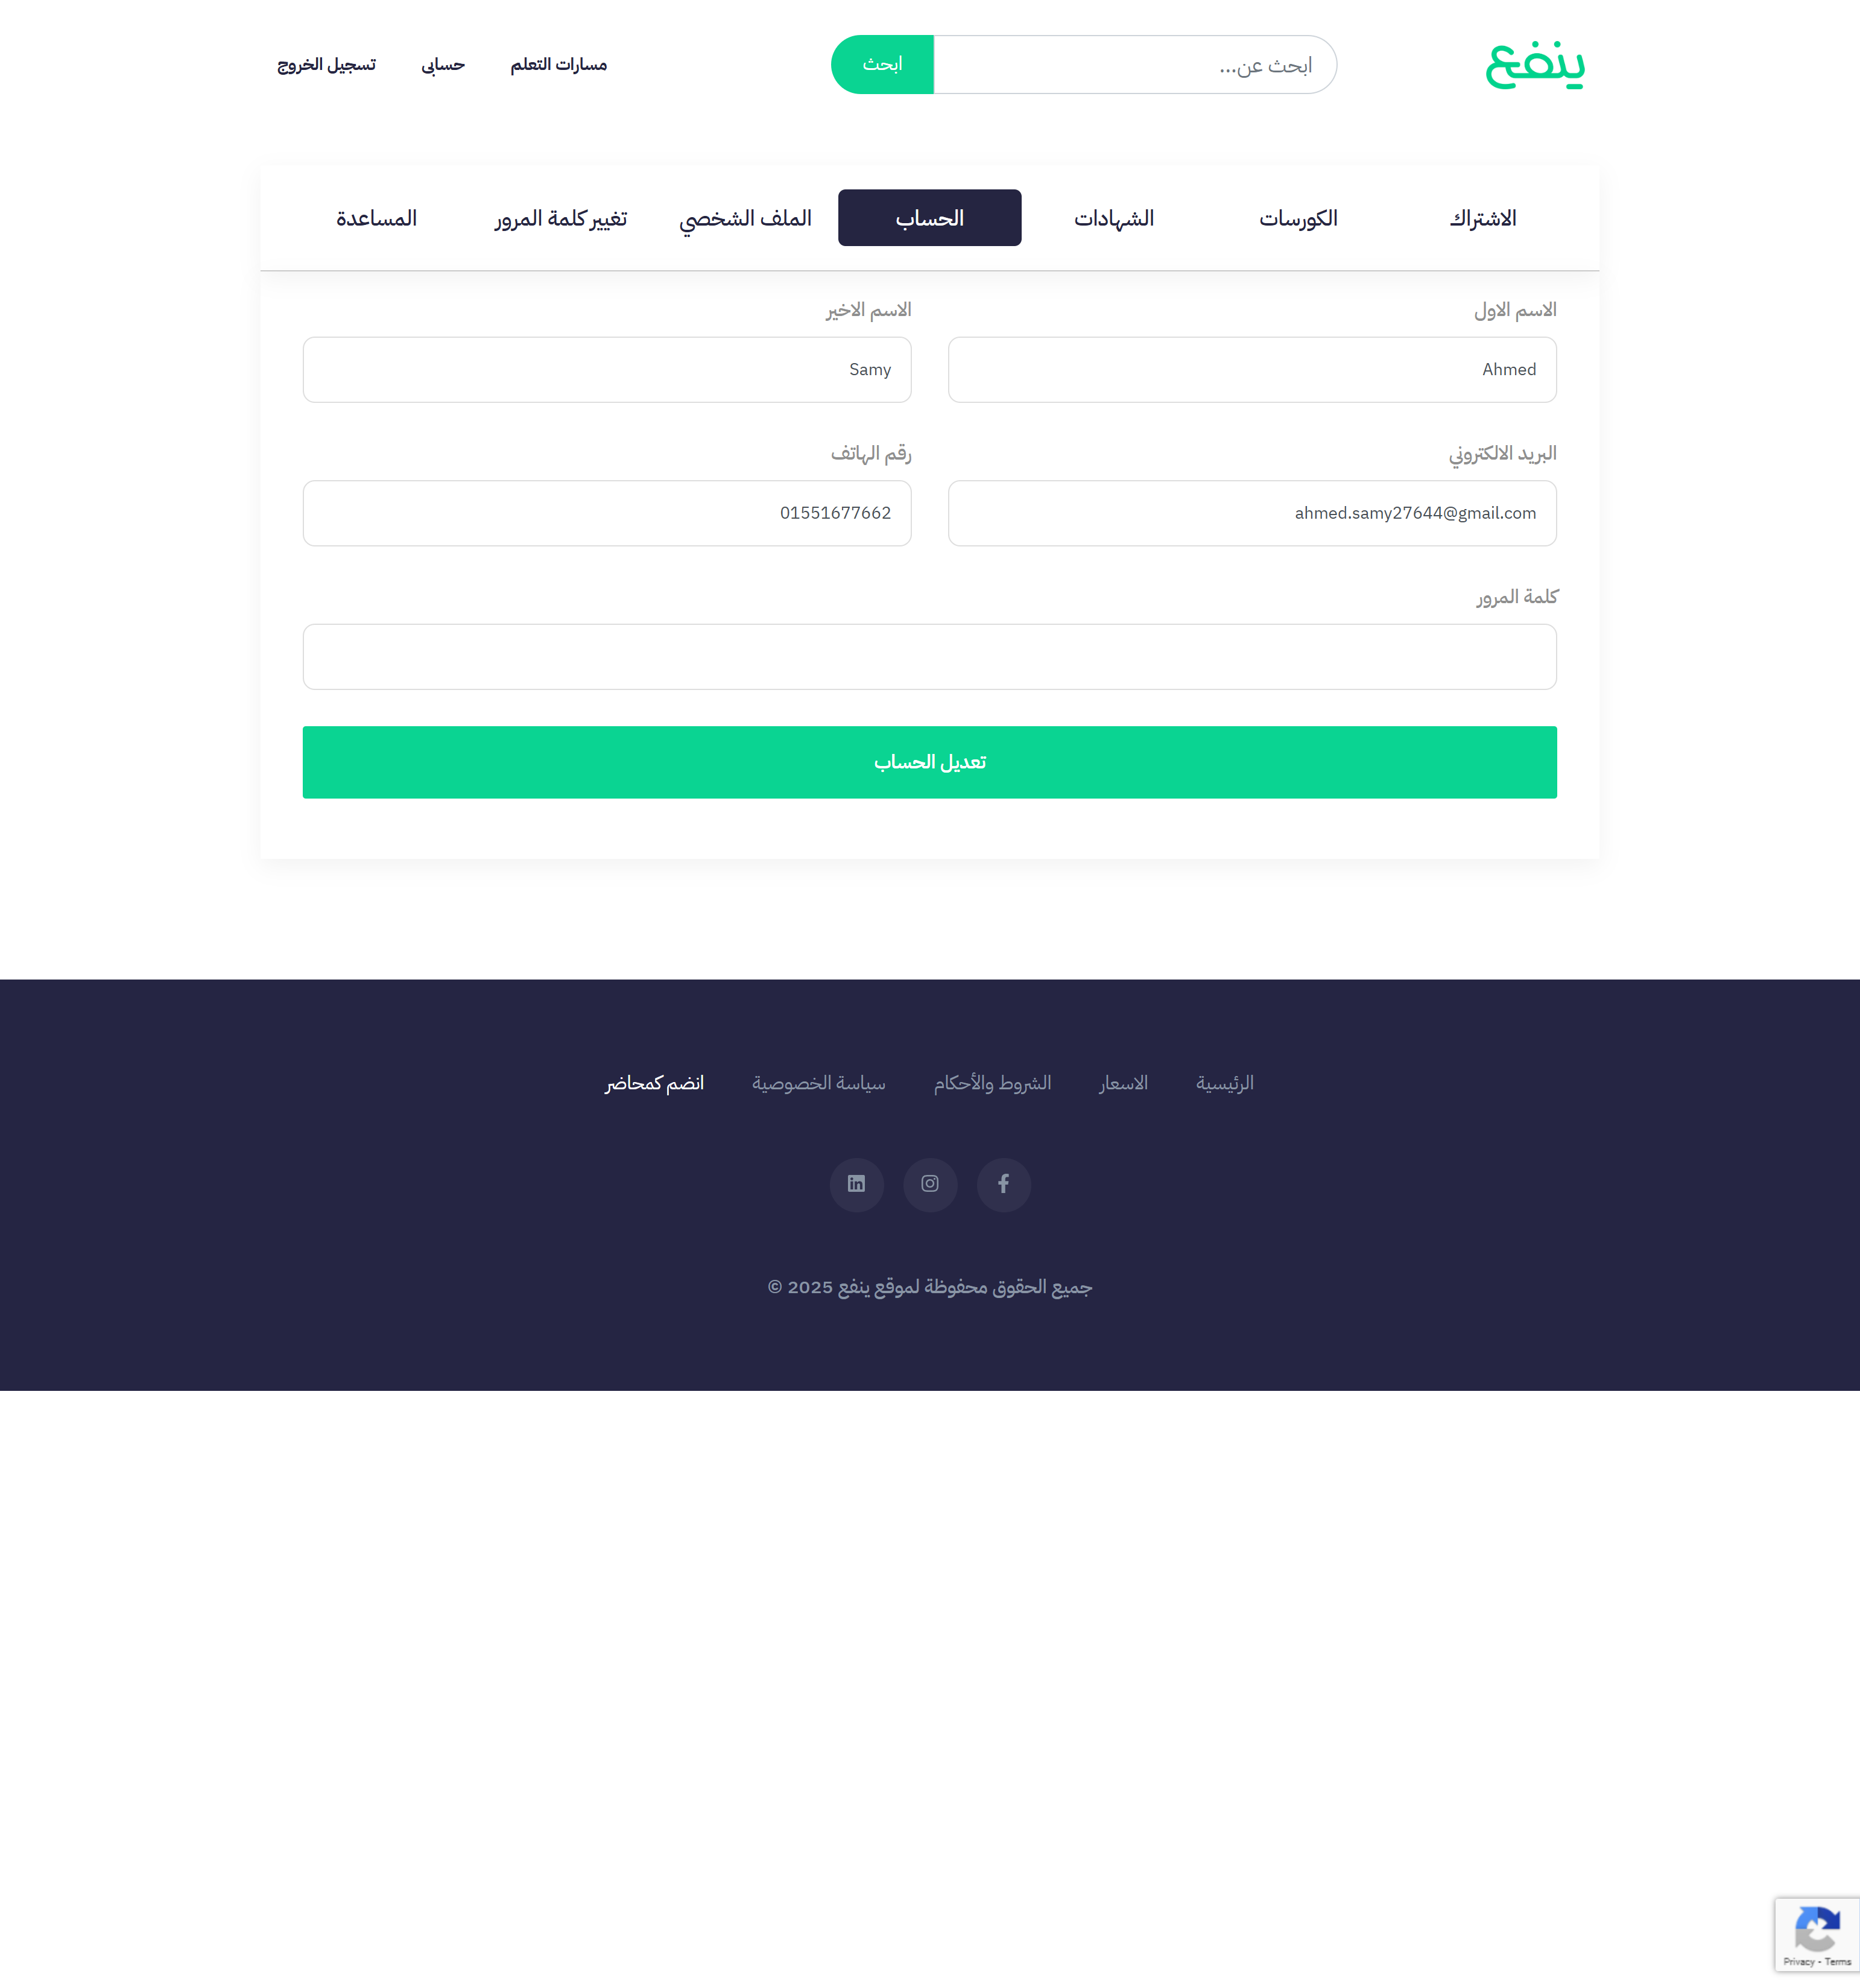 ينفع
ابحث عن...
ابحث
مسارات التعلم
حسابى
تسجيل الخروج
الاشتراك
الكورسات
الشهادات
الحساب
الملف الشخصي
تغيير كلمة المرور
المساعدة
الاسم الاول
الاسم الاخير
Ahmed
Samy
البريد الالكتروني
رقم الهاتف
ahmed.samy27644@gmail.com
01551677662
كلمة المرور
تعديل الحساب
الرئيسية
الاسعار
الشروط والأحكام
سياسة الخصوصية
انضم كمحاضر
جميع الحقوق محفوظة لموقع ينفع 2025 ©
Privacy - Terms